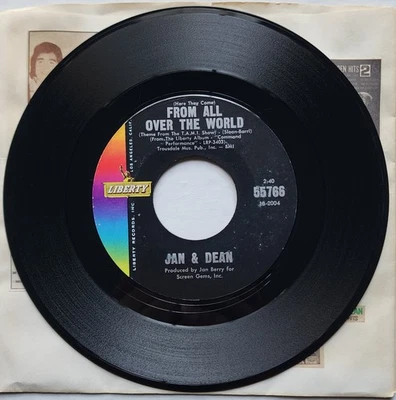 (Here They Come)
FROM ALL
OVER THE WORLD
(Theme From The T.A.M.I. Show) - (Sloan-Barri)
(From The Liberty Album - "Command
Performance" - LRP-3403)
Trousdale Mus. Pub., Inc. - BMI
2:40
55766
LIBERTY
JAN & DEAN
Produced by Jan Berry for
Screen Gems, Inc.
LIBERTY RECORDS, INC.
LOS ANGELES, CALIF.
HITS 2